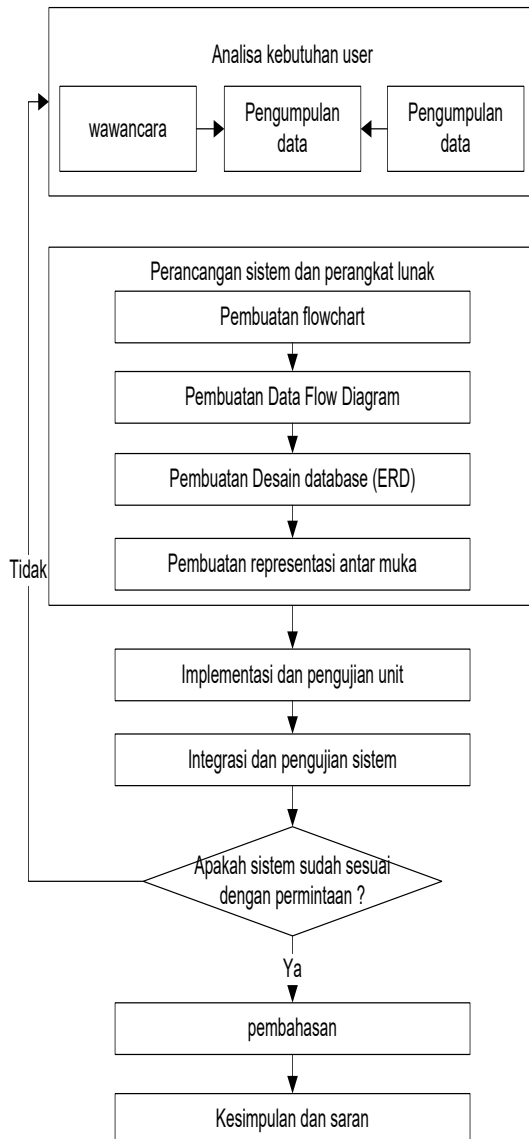 Analisa kebutuhan user
wawancara
Pengumpulan
data
Pengumpulan
data
Perancangan sistem dan perangkat lunak
Pembuatan flowchart
Pembuatan Data Flow Diagram
Pembuatan Desain database (ERD)
Pembuatan representasi antar muka
Tidak
Implementasi dan pengujian unit
Integrasi dan pengujian sistem
Apakah sistem sudah sesuai
dengan permintaan ?
Ya
pembahasan
Kesimpulan dan saran